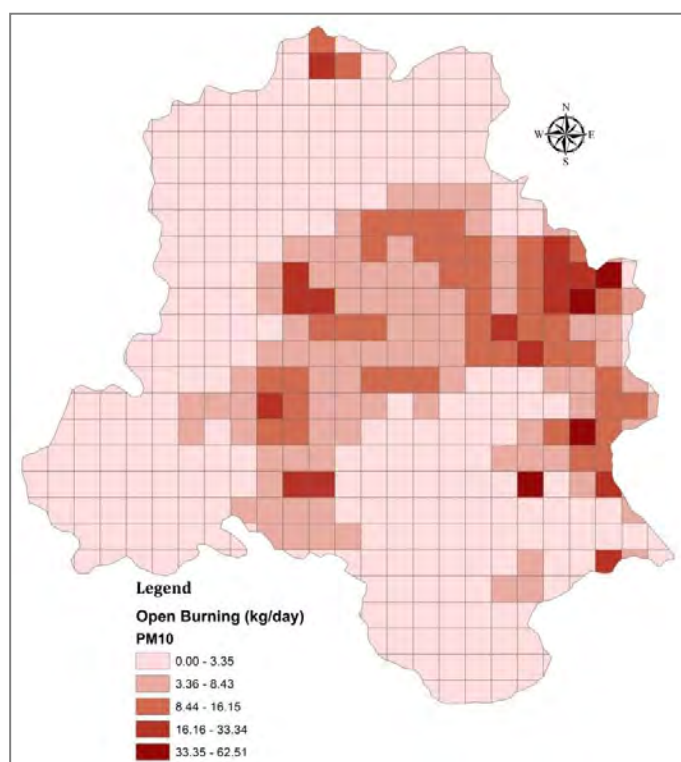 N
W E
S
Legend
Open Burning (kg/day)
PM10
0.00 - 3.35
3.36 - 8.43
8.44 - 16.15
16.16 - 33.34
33.35 - 62.51